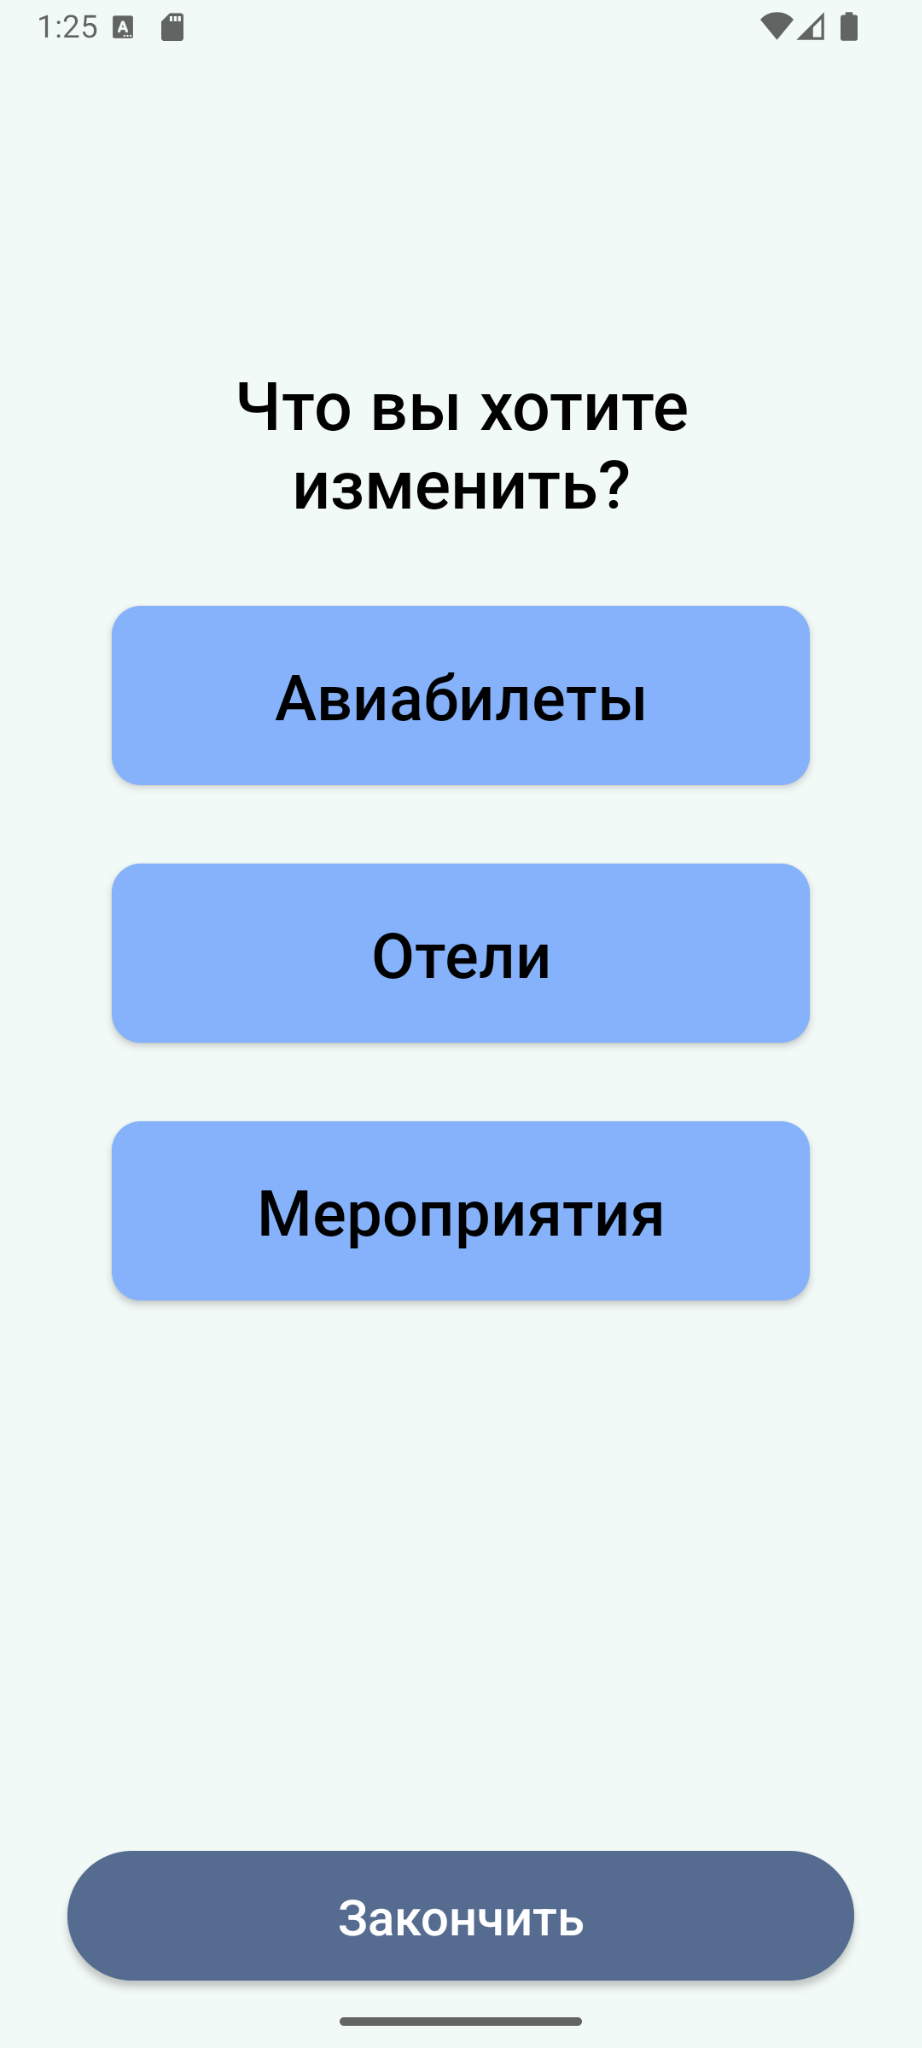 1:25
Что вы хотите
изменить?
Авиабилеты
Отели
Мероприятия
Закончить